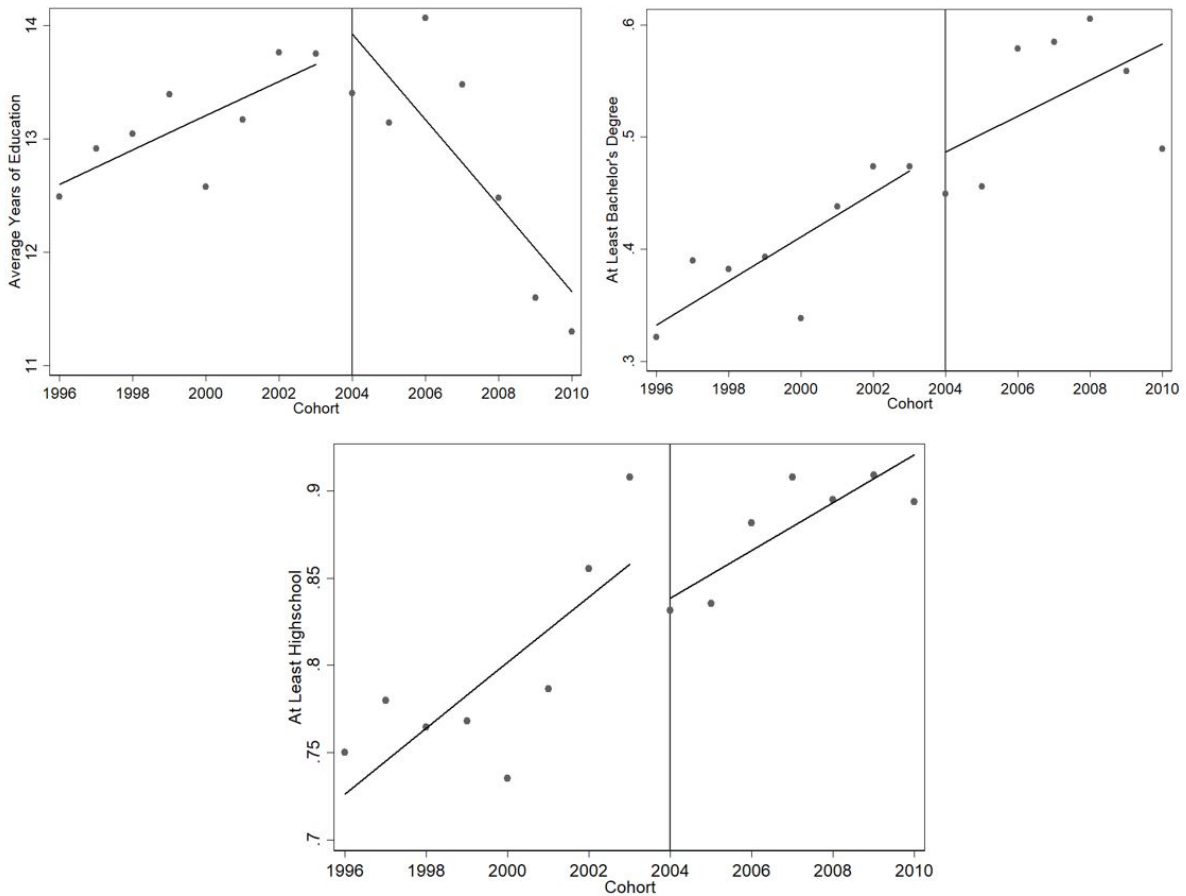 Average Years of Education
14
13
12
11
1996 1998 2000 2002 2004 2006 2008 2010
Cohort
At Least Bachelor's Degree
.6
.5
.4
.3
1996 1998 2000 2002 2004 2006 2008 2010
Cohort
At Least Highschool
.9
.85
.8
.75
.7
1996 1998 2000 2002 2004 2006 2008 2010
Cohort